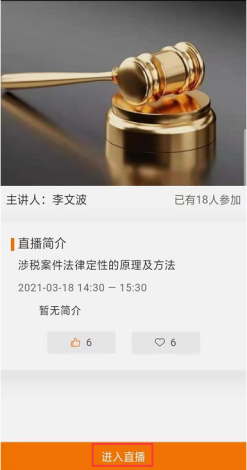 主讲人：李文波 已有18人参加
直播简介
涉税案件法律定性的原理及方法
2021-03-18 14:30 — 15:30
暂无简介
6 6
进入直播